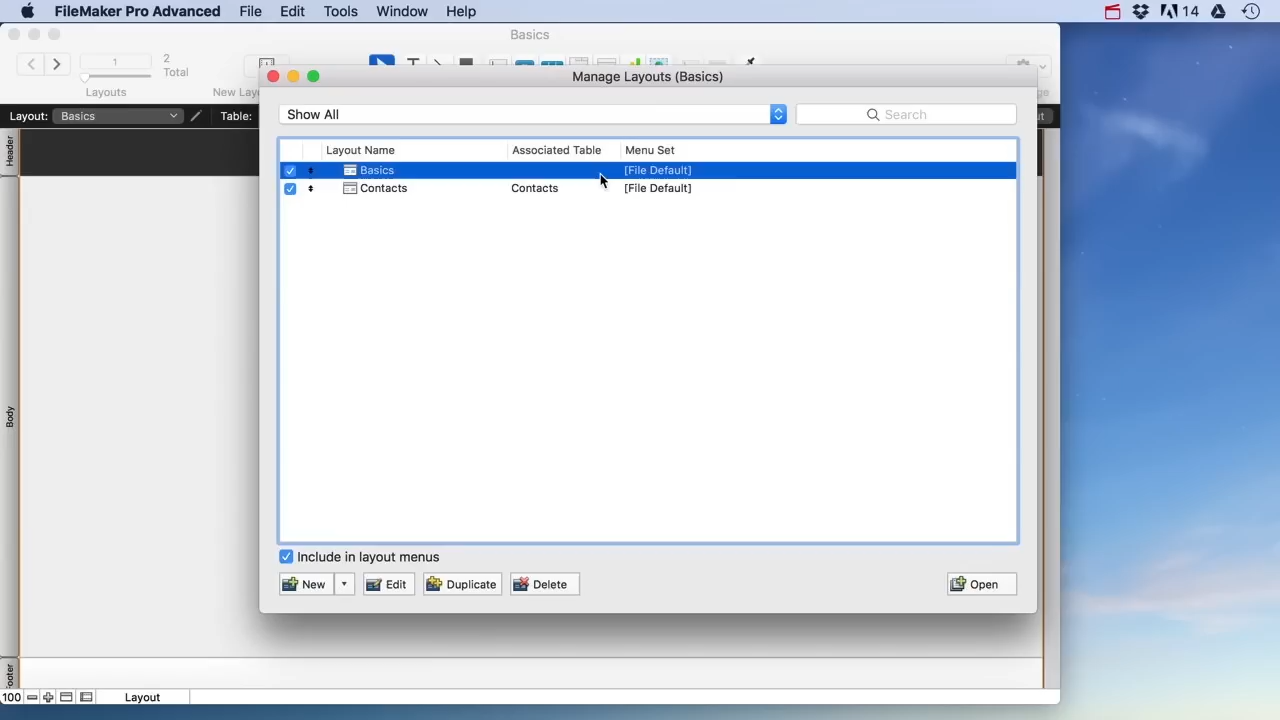 FileMaker Pro Advanced File Edit Tools Window Help 14
Basics
1 2 Total
Layouts New
Manage Layouts (Basics)
Layout: Basics Table:
Show All Search
Layout Name Associated Table Menu Set
Basics [File Default]
Contacts Contacts [File Default]
Header
Body
Include in layout menus
New Edit Duplicate Delete Open
100 Layout